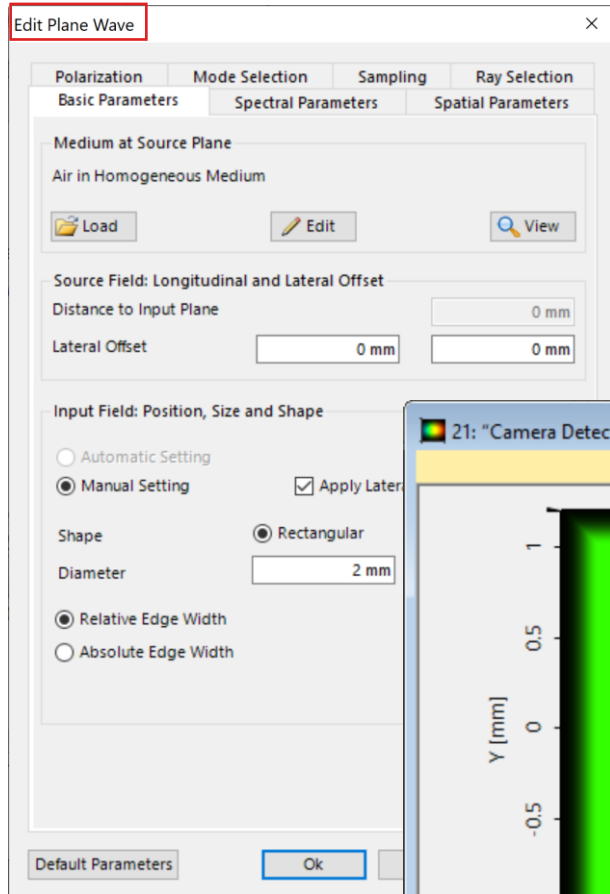 Edit Plane Wave
Polarization Mode Selection Sampling Ray Selection
Basic Parameters Spectral Parameters Spatial Parameters
Medium at Source Plane
Air in Homogeneous Medium
Load Edit View
Source Field: Longitudinal and Lateral Offset
Distance to Input Plane 0 mm
Lateral Offset 0 mm 0 mm
Input Field: Position, Size and Shape
Automatic Setting
Manual Setting Apply Latera
Shape Rectangular
Diameter 2 mm
Relative Edge Width
Absolute Edge Width
Default Parameters Ok
21: "Camera Detec
Y [mm]
1
0.5
0
-0.5